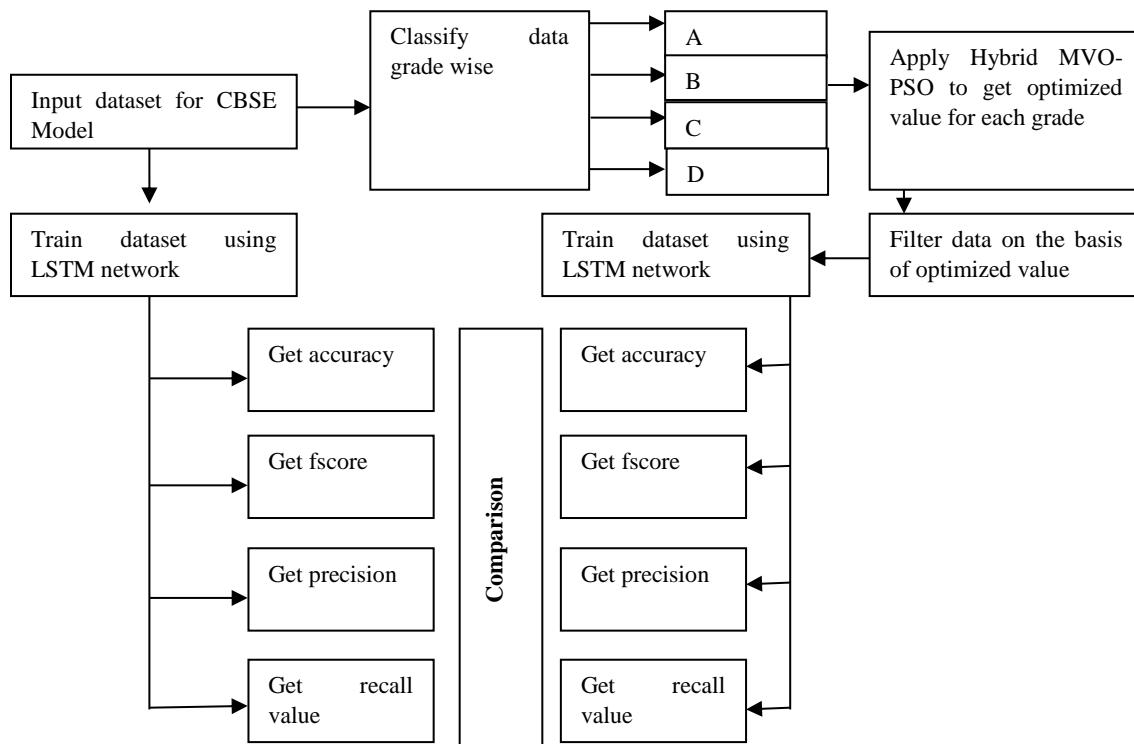 Classify data
grade wise
A
B
C
D
Apply Hybrid MVO-
PSO to get optimized
value for each grade
Input dataset for CBSE
Model
Train dataset using
LSTM network
Train dataset using
LSTM network
Filter data on the basis
of optimized value
Get accuracy
Get fscore
Get precision
Get recall
value
Comparison
Get accuracy
Get fscore
Get precision
Get recall
value